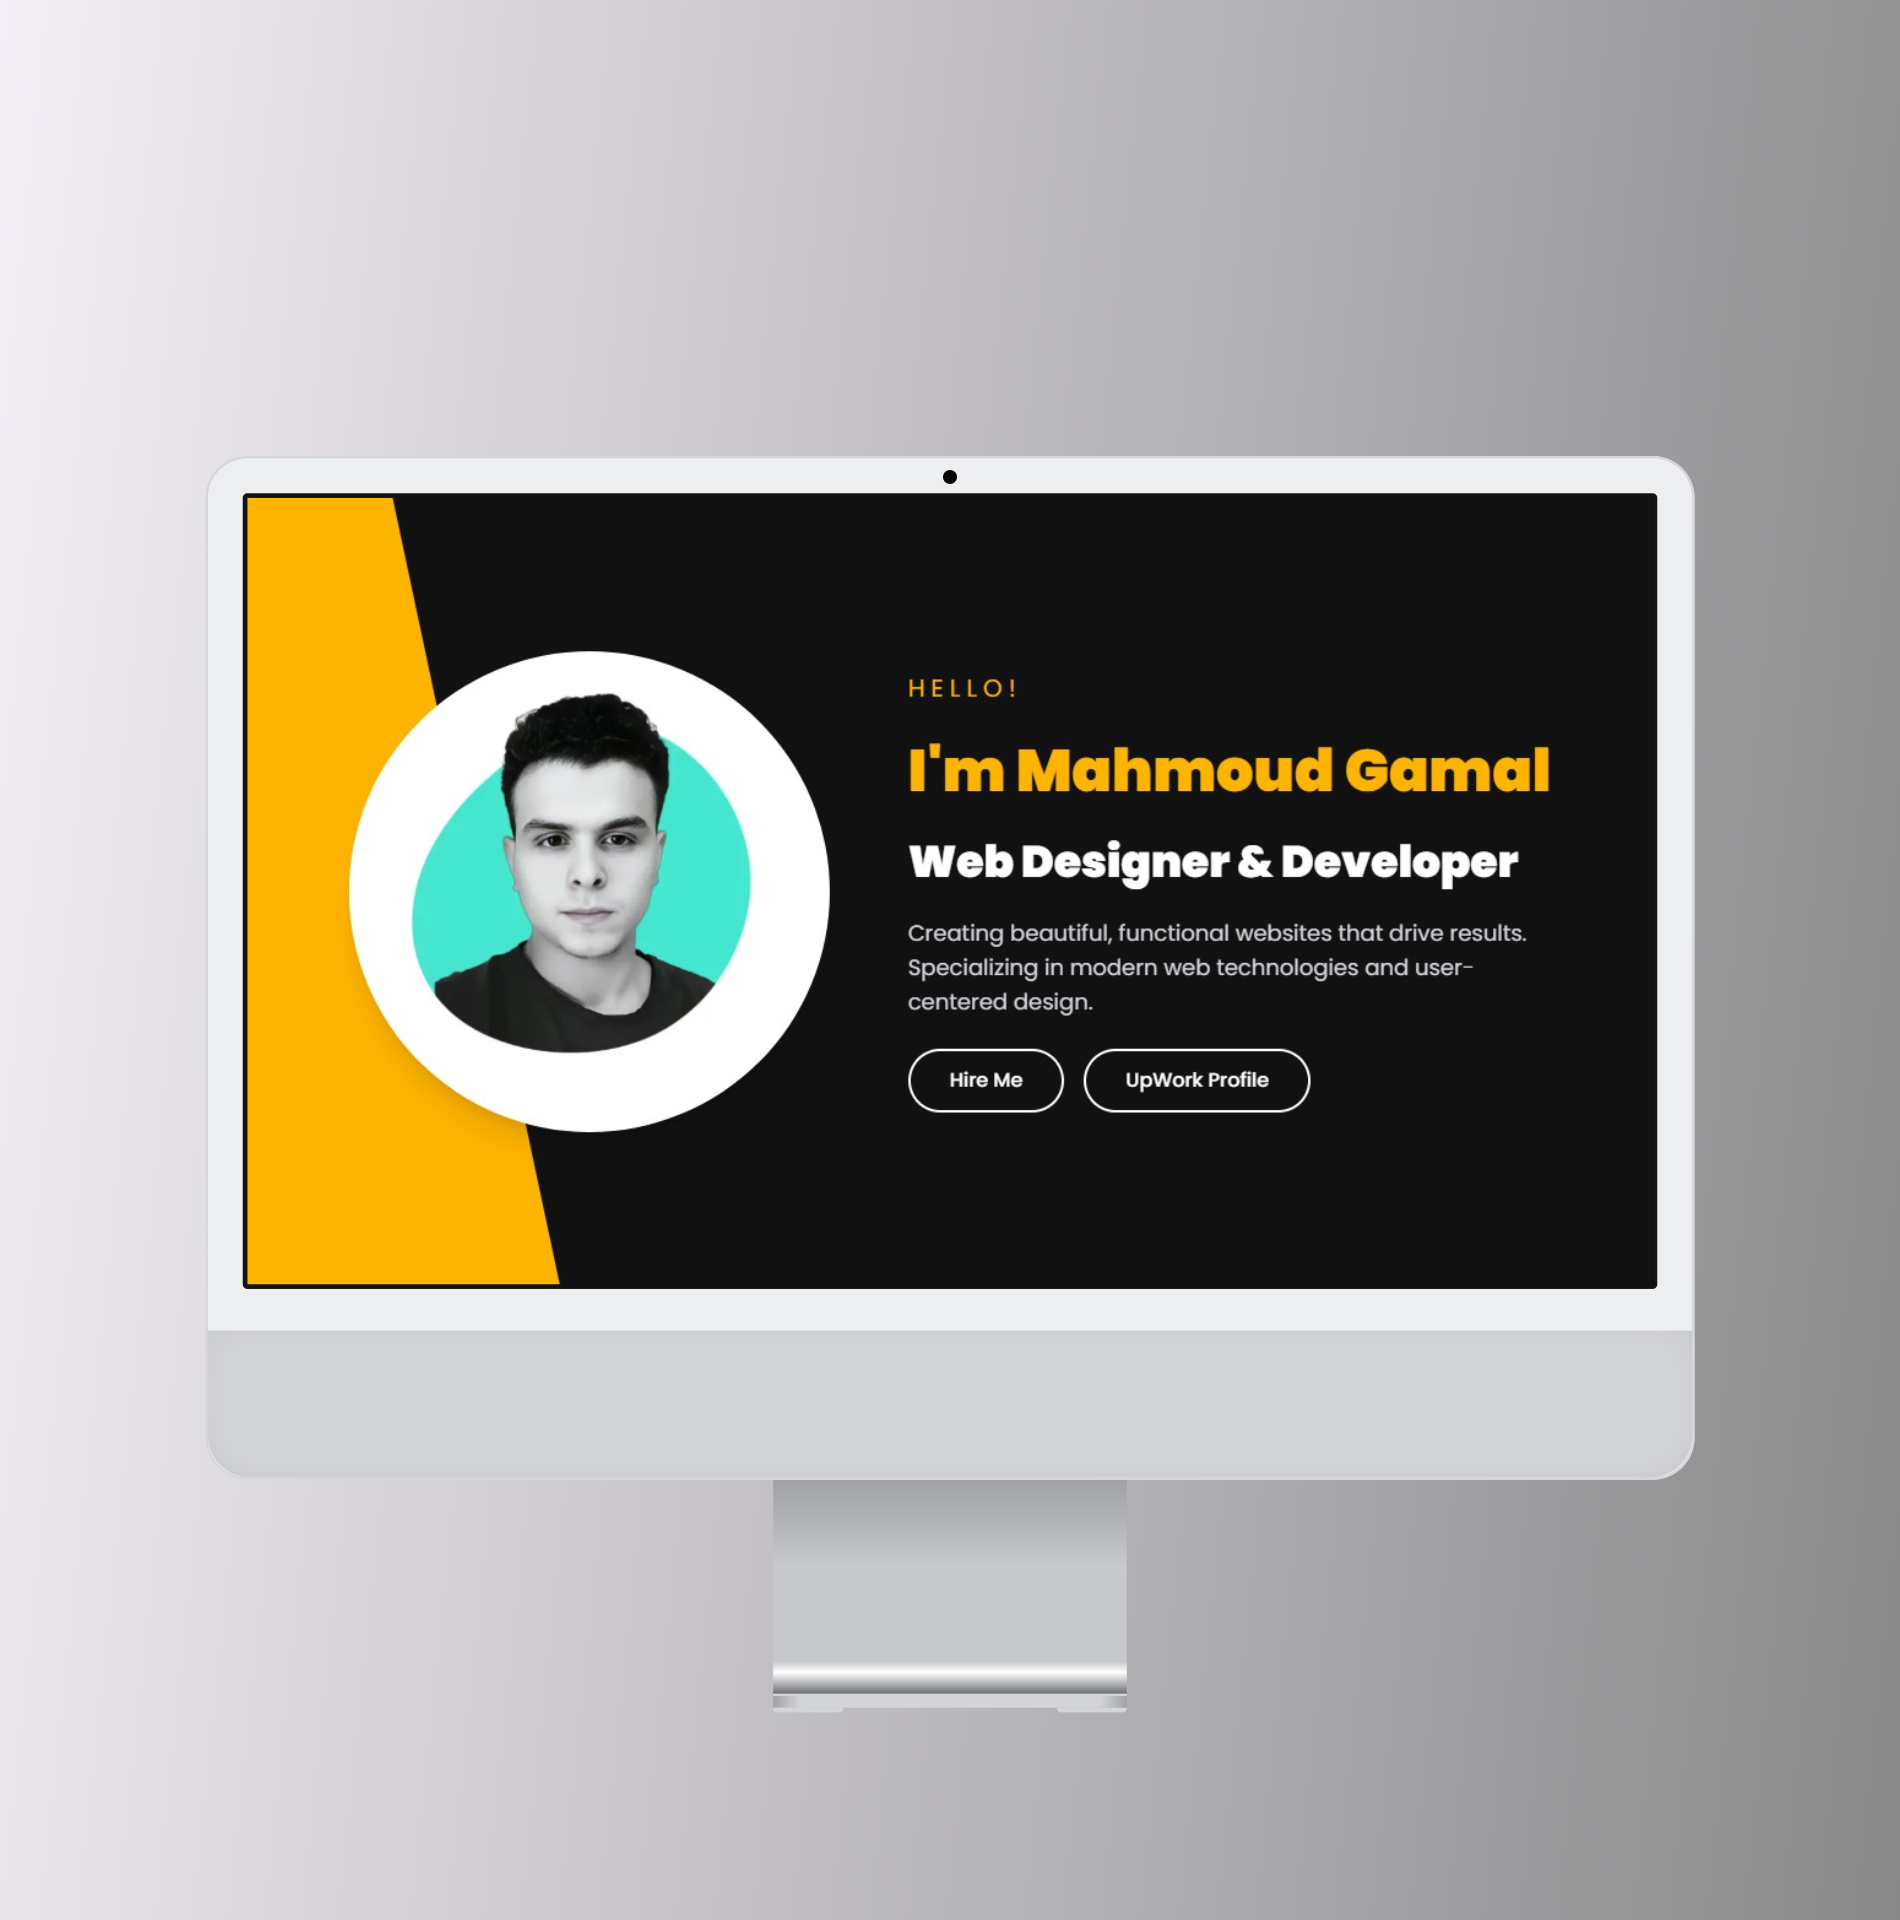 HELLO!
I'm Mahmoud Gamal
Web Designer & Developer
Creating beautiful, functional websites that drive results.
Specializing in modern web technologies and user-
centered design.
Hire Me
UpWork Profile